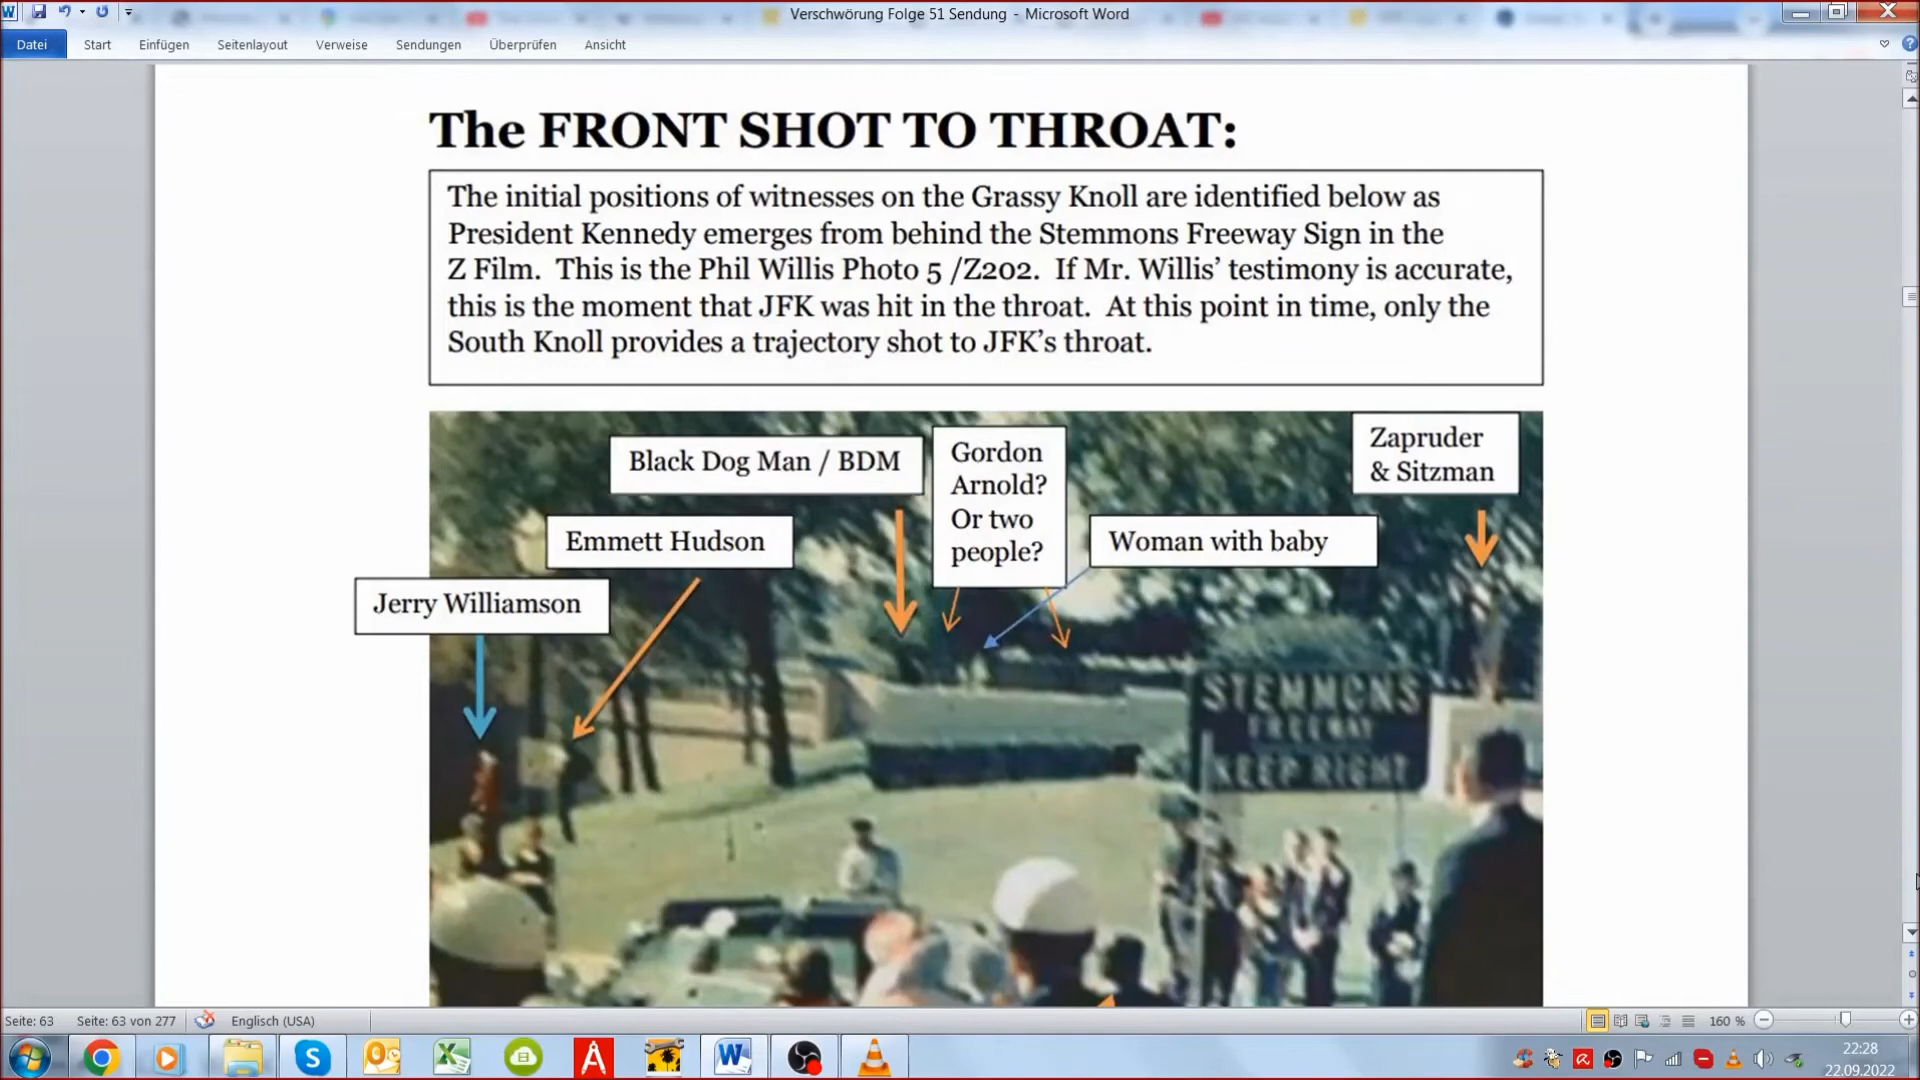 Verschwörung Folge 51 Sendung - Microsoft Word
Datei Start Einfügen Seitenlayout Verweise Sendungen Überprüfen Ansicht
The FRONT SHOT TO THROAT:
The initial positions of witnesses on the Grassy Knoll are identified below as
President Kennedy emerges from behind the Stemmons Freeway Sign in the
Z Film. This is the Phil Willis Photo 5 /Z202. If Mr. Willis’ testimony is accurate,
this is the moment that JFK was hit in the throat. At this point in time, only the
South Knoll provides a trajectory shot to JFK’s throat.
Black Dog Man / BDM
Gordon
Arnold?
Or two
people?
Zapruder
& Sitzman
Emmett Hudson
Woman with baby
Jerry Williamson
STEMMONS
FREEWAY
KEEP RIGHT
Seite: 63 Seite: 63 von 277 Englisch (USA) 160 %
22:28
22.09.2022